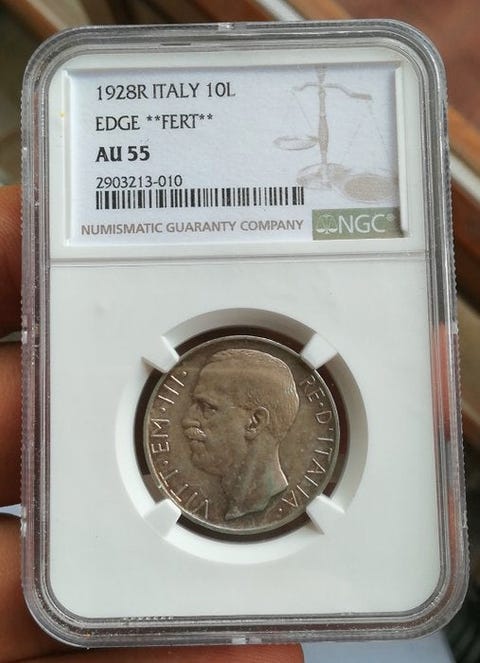 1928R ITALY 10L
EDGE **FERT**
AU 55
2903213-010
NUMISMATIC GUARANTY COMPANY
NGC
VITT·EM·III· RE·D'ITALIA·